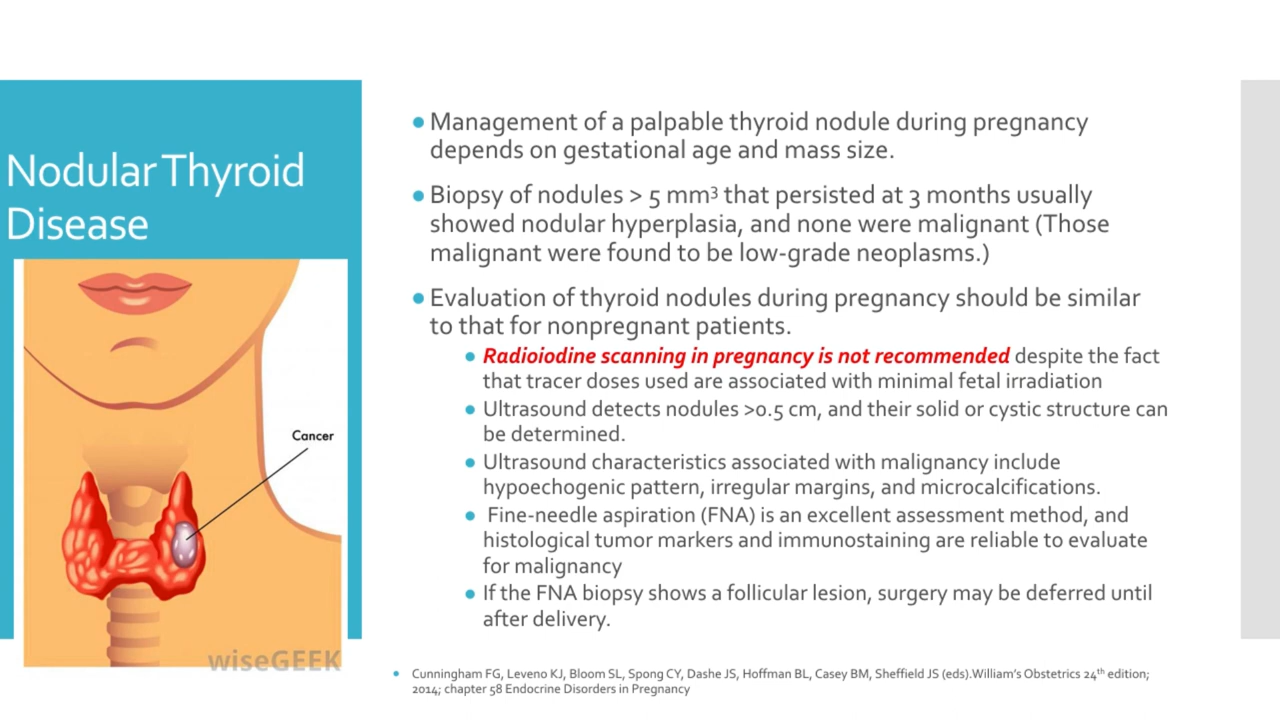 Nodular Thyroid
Disease
Cancer
wiseGEEK
● Management of a palpable thyroid nodule during pregnancy
depends on gestational age and mass size.
● Biopsy of nodules > 5 mm³ that persisted at 3 months usually
showed nodular hyperplasia, and none were malignant (Those
malignant were found to be low-grade neoplasms.)
● Evaluation of thyroid nodules during pregnancy should be similar
to that for nonpregnant patients.
● Radioiodine scanning in pregnancy is not recommended despite the fact
that tracer doses used are associated with minimal fetal irradiation
● Ultrasound detects nodules >0.5 cm, and their solid or cystic structure can
be determined.
● Ultrasound characteristics associated with malignancy include
hypoechogenic pattern, irregular margins, and microcalcifications.
● Fine-needle aspiration (FNA) is an excellent assessment method, and
histological tumor markers and immunostaining are reliable to evaluate
for malignancy
● If the FNA biopsy shows a follicular lesion, surgery may be deferred until
after delivery.
● Cunningham FG, Leveno KJ, Bloom SL, Spong CY, Dashe JS, Hoffman BL, Casey BM, Sheffield JS (eds).William's Obstetrics 24th edition;
2014; chapter 58 Endocrine Disorders in Pregnancy